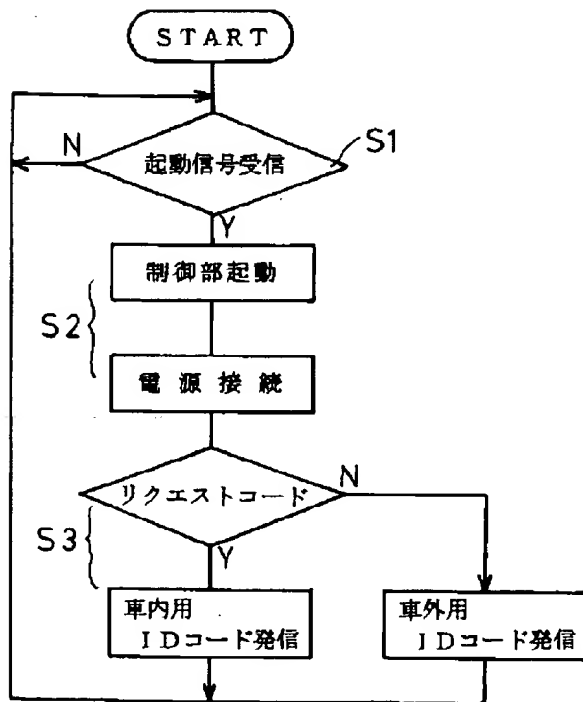 START
N
起動信号受信
S1
Y
制御部起動
S2
電源接続
リクエストコード
N
S3
Y
車内用
IDコード発信
車外用
IDコード発信